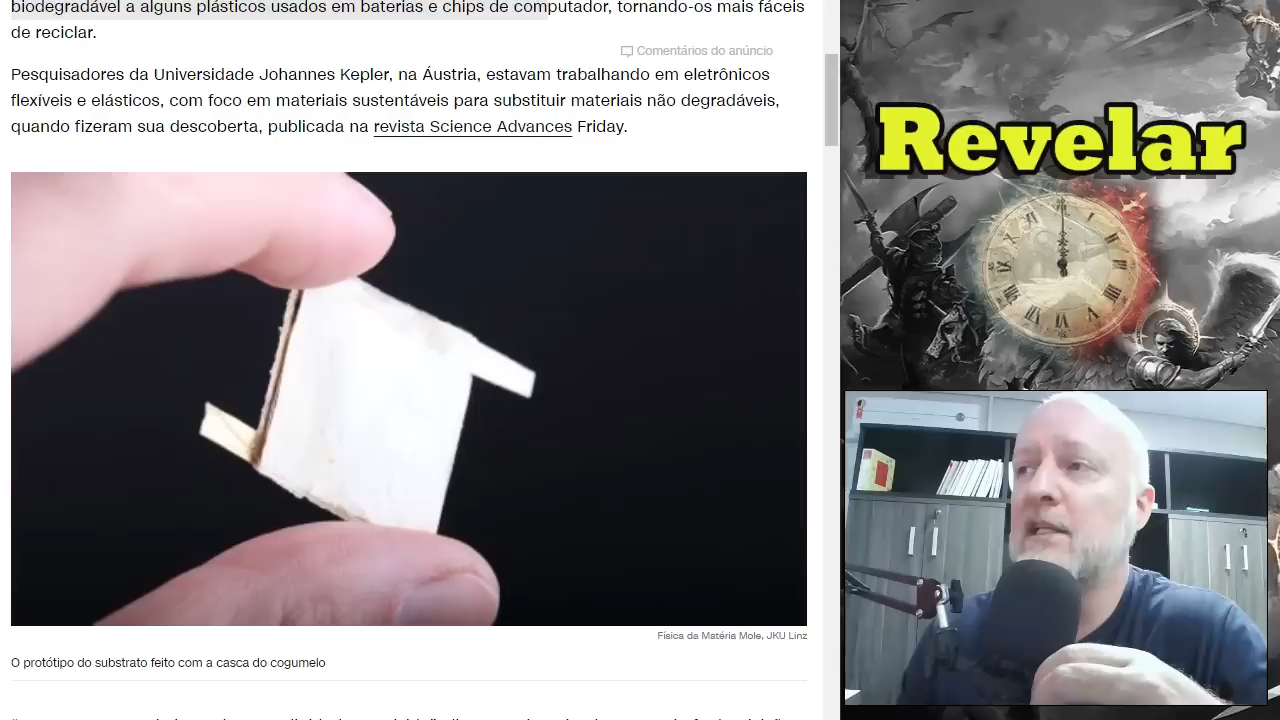 biodegradável a alguns plásticos usados em baterias e chips de computador, tornando-os mais fáceis
de reciclar.
Comentários do anúncio
Pesquisadores da Universidade Johannes Kepler, na Áustria, estavam trabalhando em eletrônicos
flexíveis e elásticos, com foco em materiais sustentáveis para substituir materiais não degradáveis,
quando fizeram sua descoberta, publicada na revista Science Advances Friday.
Revelar
XII
Física da Matéria Mole, JKU Linz
O protótipo do substrato feito com a casca do cogumelo